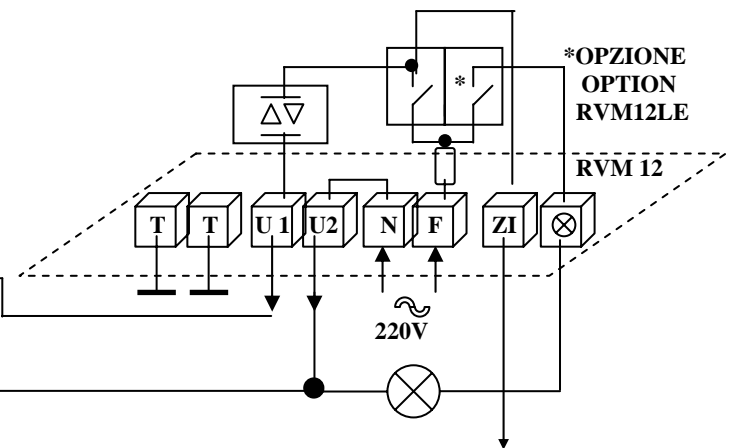 *OPZIONE
OPTION
RVM12LE
*
RVM 12
T T U 1 U2 N F ZI
220V